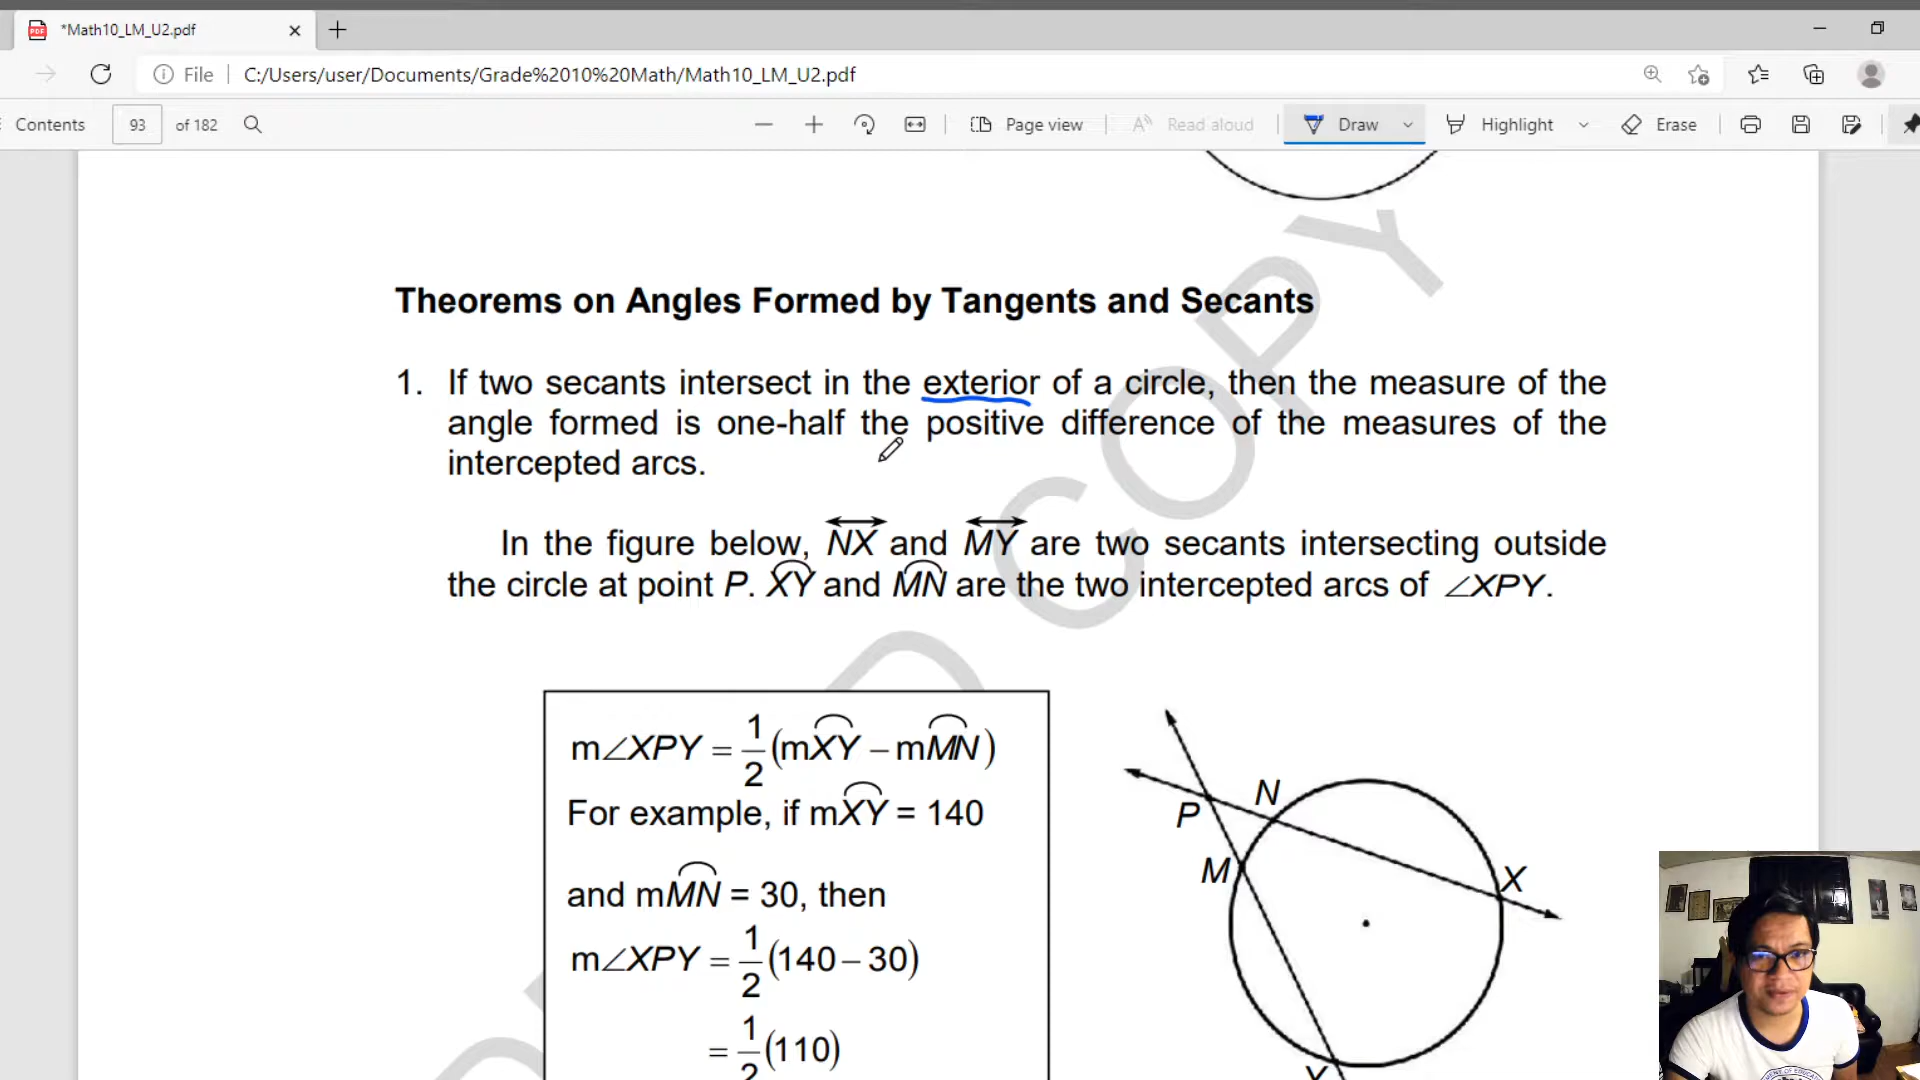 *Math10_LM_U2.pdf
File C:/Users/user/Documents/Grade%2010%20Math/Math10_LM_U2.pdf
Contents 93 of 182 Page view Read aloud Draw Highlight Erase
Theorems on Angles Formed by Tangents and Secants
1. If two secants intersect in the exterior of a circle, then the measure of the
angle formed is one-half the positive difference of the measures of the
intercepted arcs.
In the figure below, NX and MY are two secants intersecting outside
the circle at point P. XY and MN are the two intercepted arcs of ∠XPY.
m∠XPY = 1/2 (mXY – mMN)
For example, if mXY = 140
and mMN = 30, then
m∠XPY = 1/2 (140 – 30)
= 1/2 (110)
P
N
M
X
Y
COPY
D COPY